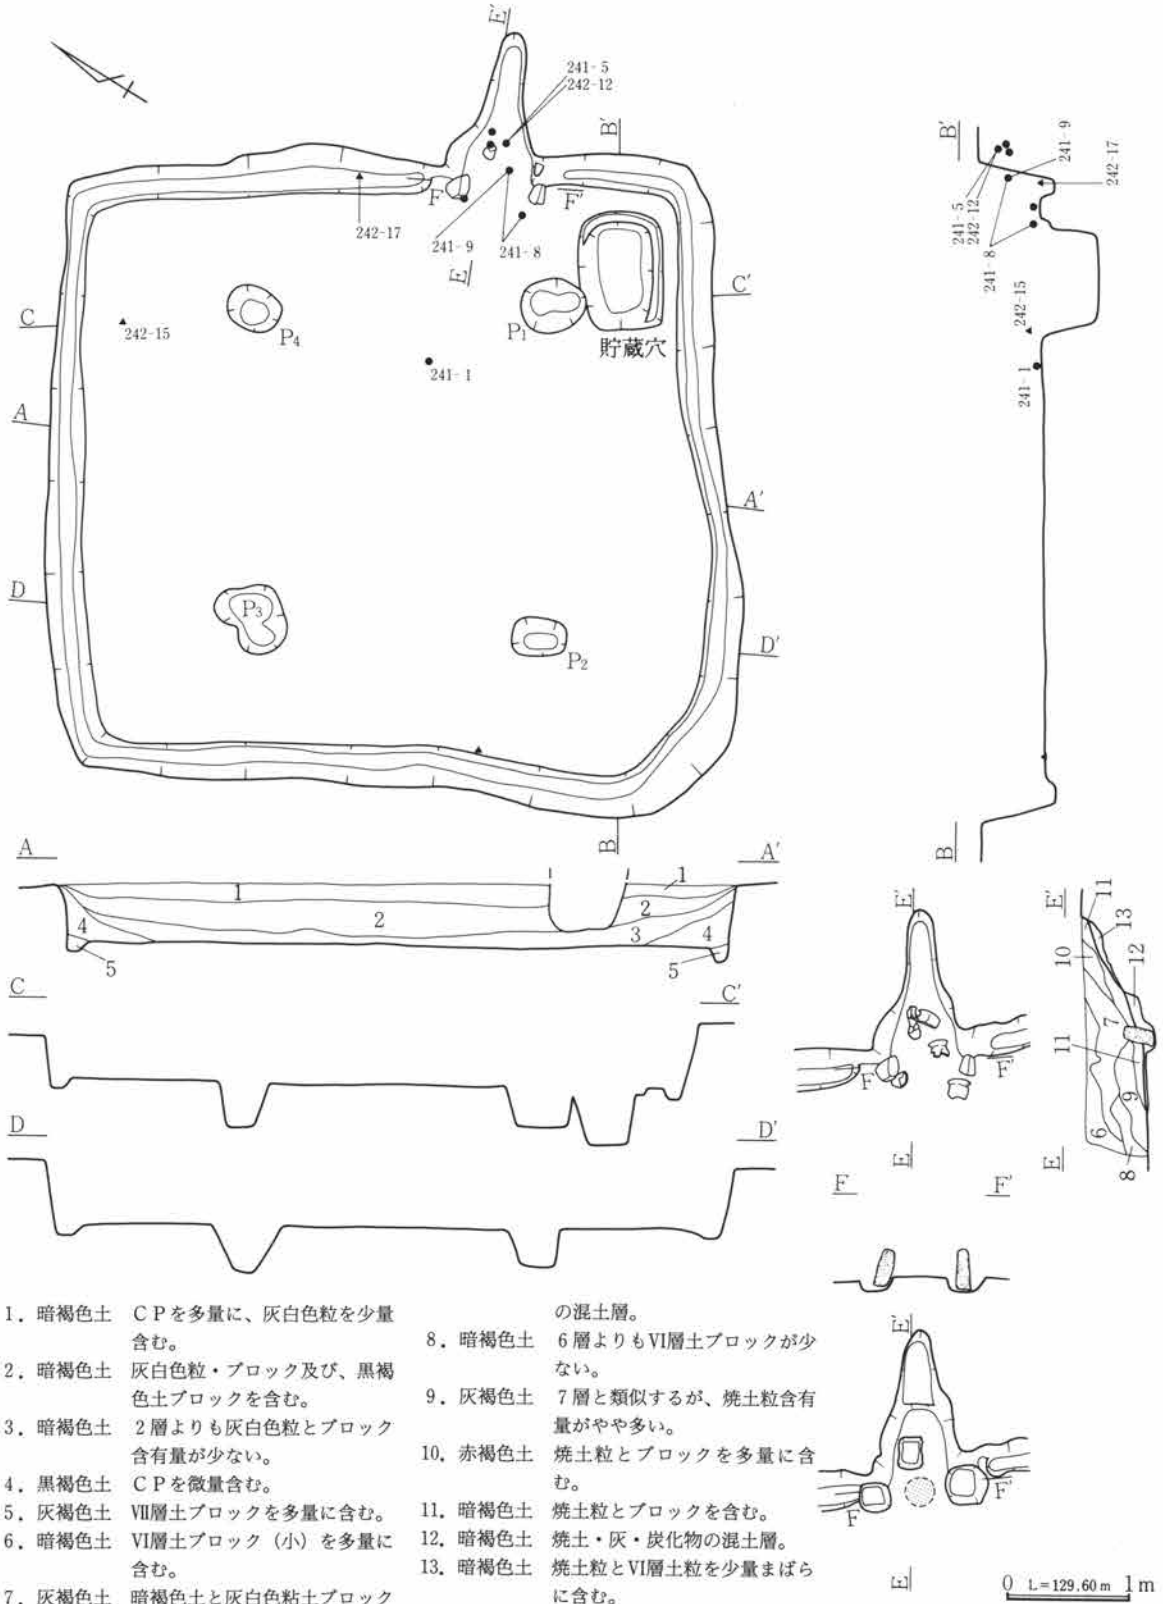 E'
241-5
242-12
B'
F
F'
242-17
241-9
241-8
E
C
C'
242-15
P4
P1
貯蔵穴
241-1
A
A'
D
D'
P3
P2
B
B'
241-9
242-17
241-5
242-12
241-8
242-15
241-1
B
A
A'
1
1
2
2
3
4
4
5
5
C
C'
D
D'
E'
F
F'
E
E'
11
13
10
12
7
11
9
6
8
E
F
F'
E'
F
F'
E
0 L=129.60m 1m
1. 暗褐色土 CPを多量に、灰白色粒を少量
含む。
2. 暗褐色土 灰白色粒・ブロック及び、黒褐
色土ブロックを含む。
3. 暗褐色土 2層よりも灰白色粒とブロック
含有量が少ない。
4. 黒褐色土 CPを微量含む。
5. 灰褐色土 Ⅶ層土ブロックを多量に含む。
6. 暗褐色土 Ⅵ層土ブロック（小）を多量に
含む。
7. 灰褐色土 暗褐色土と灰白色粘土ブロック
の混土層。
8. 暗褐色土 6層よりもⅥ層土ブロックが少
ない。
9. 灰褐色土 7層と類似するが、焼土粒含有
量がやや多い。
10. 赤褐色土 焼土粒とブロックを多量に含
む。
11. 暗褐色土 焼土粒とブロックを含む。
12. 暗褐色土 焼土・灰・炭化物の混土層。
13. 暗褐色土 焼土粒とⅥ層土粒を少量まばら
に含む。